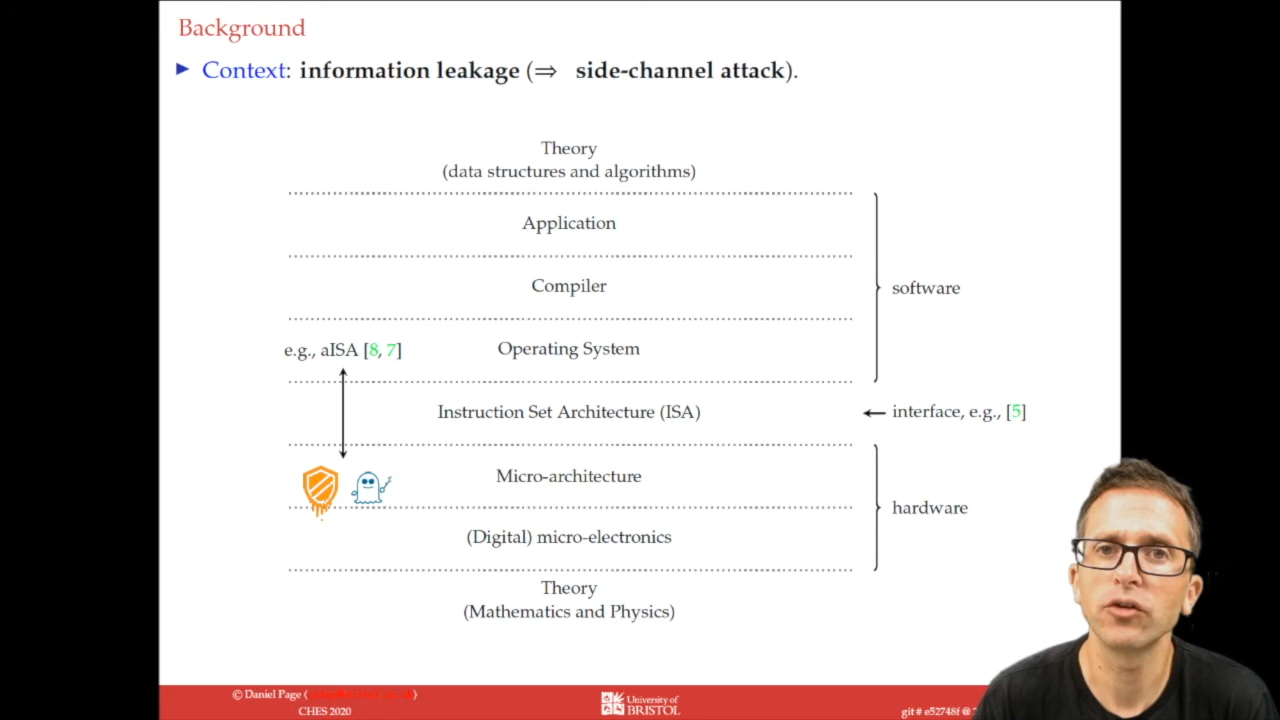 Background
► Context: information leakage (⇒ side-channel attack).
Theory
(data structures and algorithms)
Application
Compiler
software
e.g., aISA [8, 7]
Operating System
Instruction Set Architecture (ISA)
interface, e.g., [5]
Micro-architecture
hardware
(Digital) micro-electronics
Theory
(Mathematics and Physics)
© Daniel Page (
)
CHES 2020
University of
BRISTOL
git # e52748f @